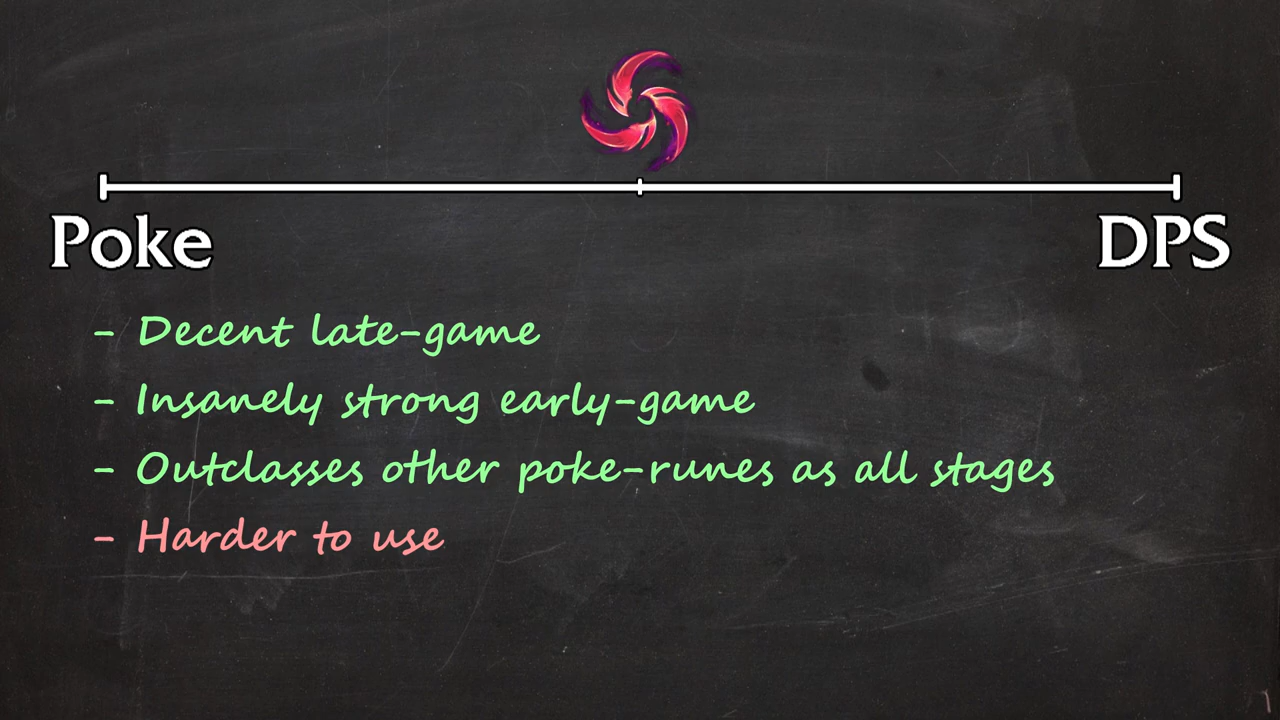 Poke
DPS
- Decent late-game
- Insanely strong early-game
- Outclasses other poke-runes as all stages
- Harder to use